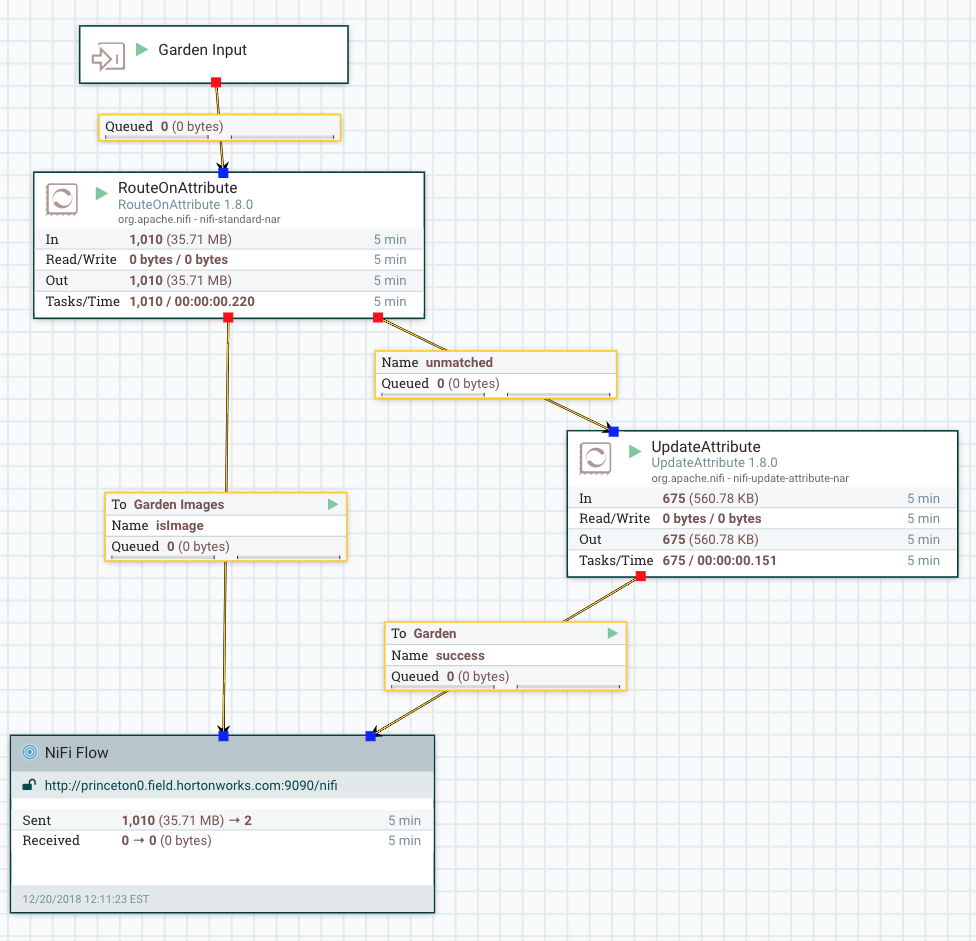 Garden Input
Queued 0 (0 bytes)
RouteOnAttribute
RouteOnAttribute 1.8.0
org.apache.nifi - nifi-standard-nar
In 1,010 (35.71 MB) 5 min
Read/Write 0 bytes / 0 bytes 5 min
Out 1,010 (35.71 MB) 5 min
Tasks/Time 1,010 / 00:00:00.220 5 min
Name unmatched
Queued 0 (0 bytes)
UpdateAttribute
UpdateAttribute 1.8.0
org.apache.nifi - nifi-update-attribute-nar
In 675 (560.78 KB) 5 min
Read/Write 0 bytes / 0 bytes 5 min
Out 675 (560.78 KB) 5 min
Tasks/Time 675 / 00:00:00.151 5 min
To Garden Images
Name isImage
Queued 0 (0 bytes)
To Garden
Name success
Queued 0 (0 bytes)
NiFi Flow
http://princeton0.field.hortonworks.com:9090/nifi
Sent 1,010 (35.71 MB) → 2 5 min
Received 0 → 0 (0 bytes) 5 min
12/20/2018 12:11:23 EST